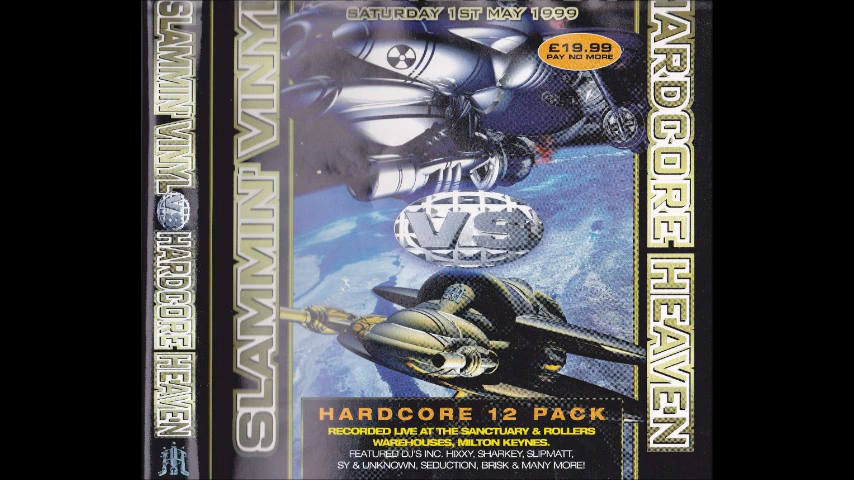 SLAMMIN' VINYL VS HARDCORE HEAVEN
SATURDAY 1ST MAY 1999
£19.99
PAY NO MORE
SLAMMIN' VINYL
VS
HARDCORE HEAVEN
HARDCORE 12 PACK
RECORDED LIVE AT THE SANCTUARY & ROLLERS
WAREHOUSES, MILTON KEYNES.
FEATURED DJ'S INC. HIXXY, SHARKEY, SLIPMATT,
SY & UNKNOWN, SEDUCTION, BRISK & MANY MORE!